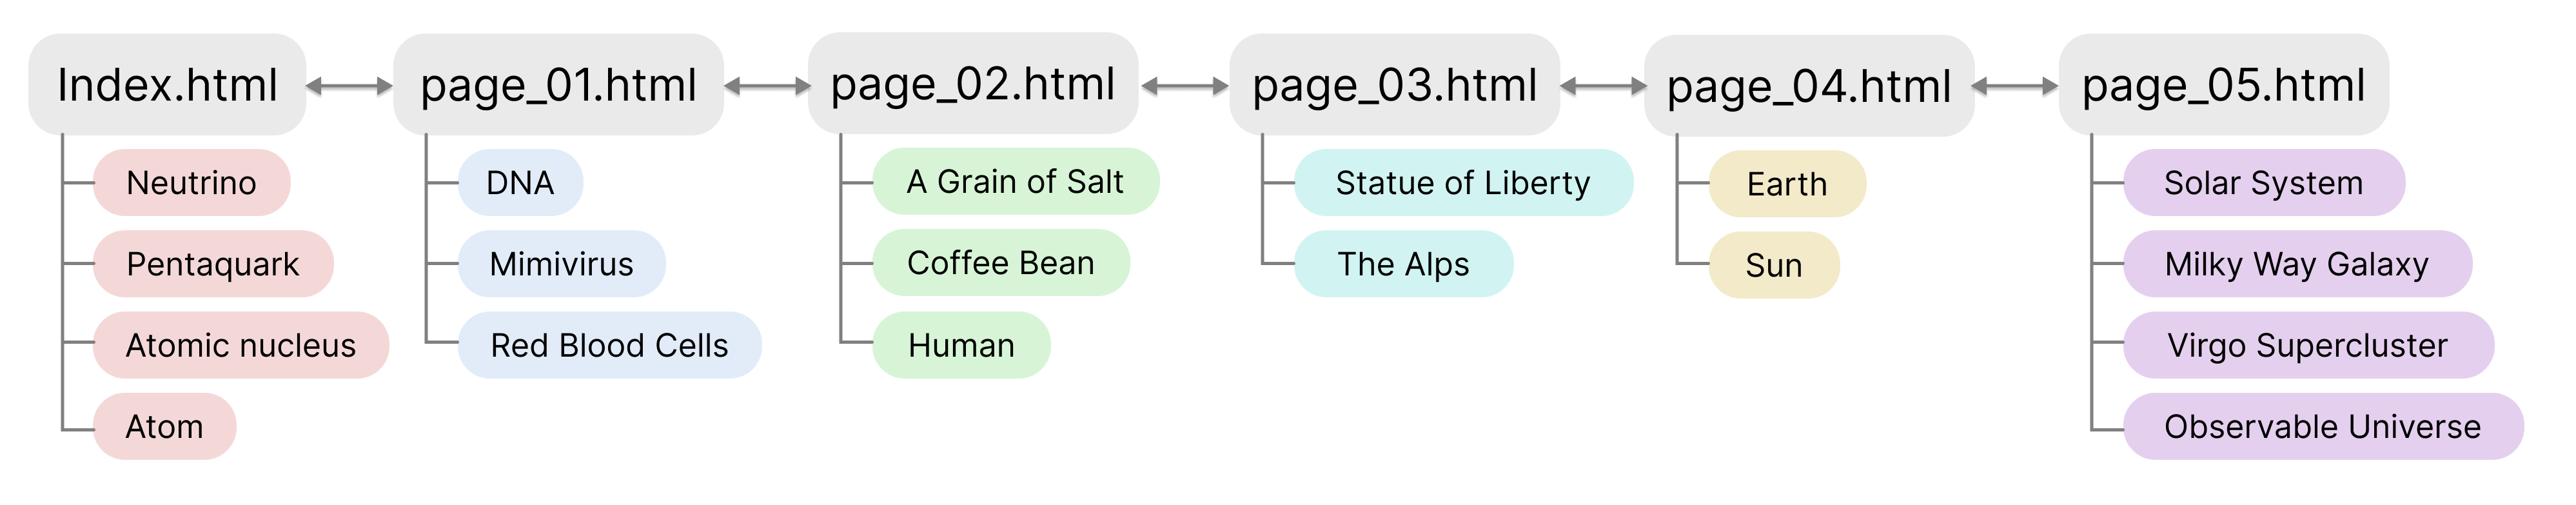 Index.html
Neutrino
Pentaquark
Atomic nucleus
Atom
page_01.html
DNA
Mimivirus
Red Blood Cells
page_02.html
A Grain of Salt
Coffee Bean
Human
page_03.html
Statue of Liberty
The Alps
page_04.html
Earth
Sun
page_05.html
Solar System
Milky Way Galaxy
Virgo Supercluster
Observable Universe